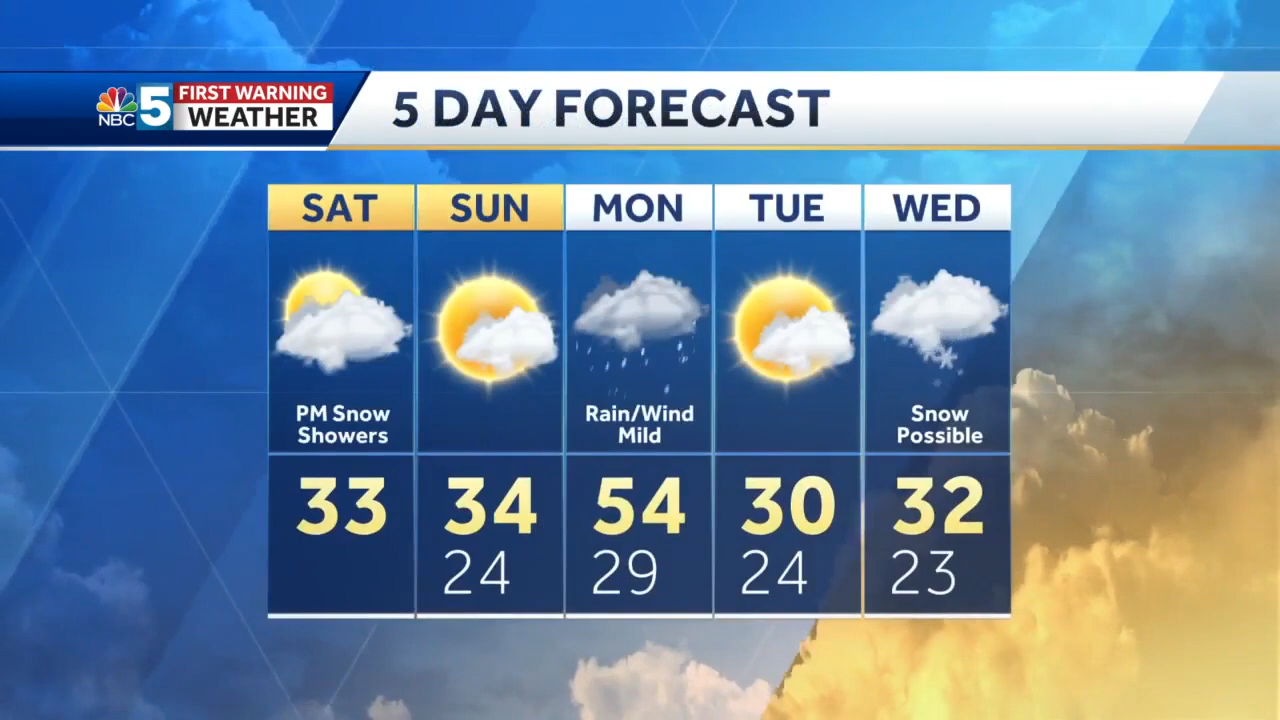 NBC 5 FIRST WARNING
WEATHER
5 DAY FORECAST
SAT SUN MON TUE WED
PM Snow
Showers
Rain/Wind
Mild
Snow
Possible
33 34 54 30 32
24 29 24 23